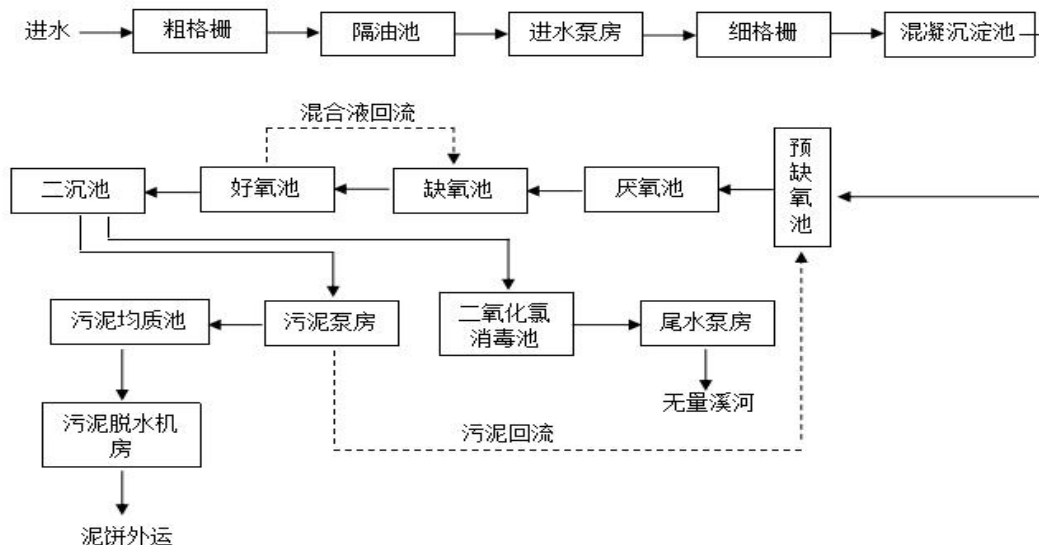 进水
粗格栅
隔油池
进水泵房
细格栅
混凝沉淀池
混合液回流
二沉池
好氧池
缺氧池
厌氧池
预
缺
氧
池
污泥均质池
污泥泵房
二氧化氯
消毒池
尾水泵房
无量溪河
污泥脱水机
房
污泥回流
泥饼外运